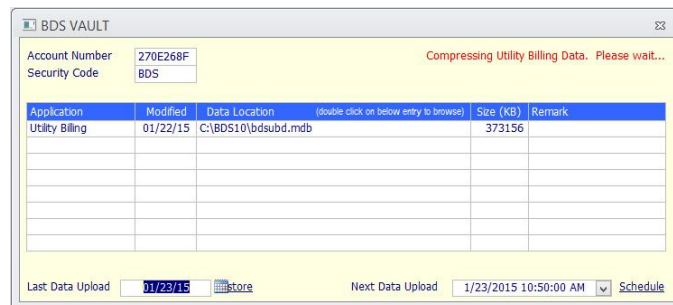 BDS VAULT
Account Number 270E268F Compressing Utility Billing Data. Please wait...
Security Code BDS
Application Modified Data Location (double click on below entry to browse) Size (KB) Remark
Utility Billing 01/22/15 C:\BDS10\bdsubd.mdb 373156
Last Data Upload 01/23/15 store Next Data Upload 1/23/2015 10:50:00 AM Schedule